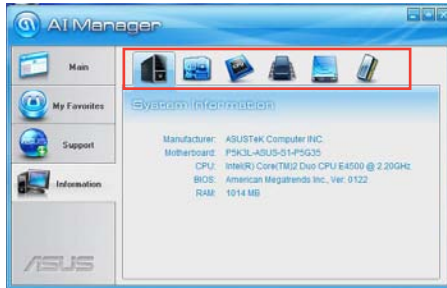 AI Manager
Main
My Favorites
Support
Information
System Information
Manufacturer: ASUSTeK Computer INC.
Motherboard: P5K3L-ASUS-S1-P5G35
CPU: Intel(R) Core(TM)2 Duo CPU E4500 @ 2.20GHz
BIOS: American Megatrends Inc., Ver: 0122
RAM: 1014 MB
ASUS